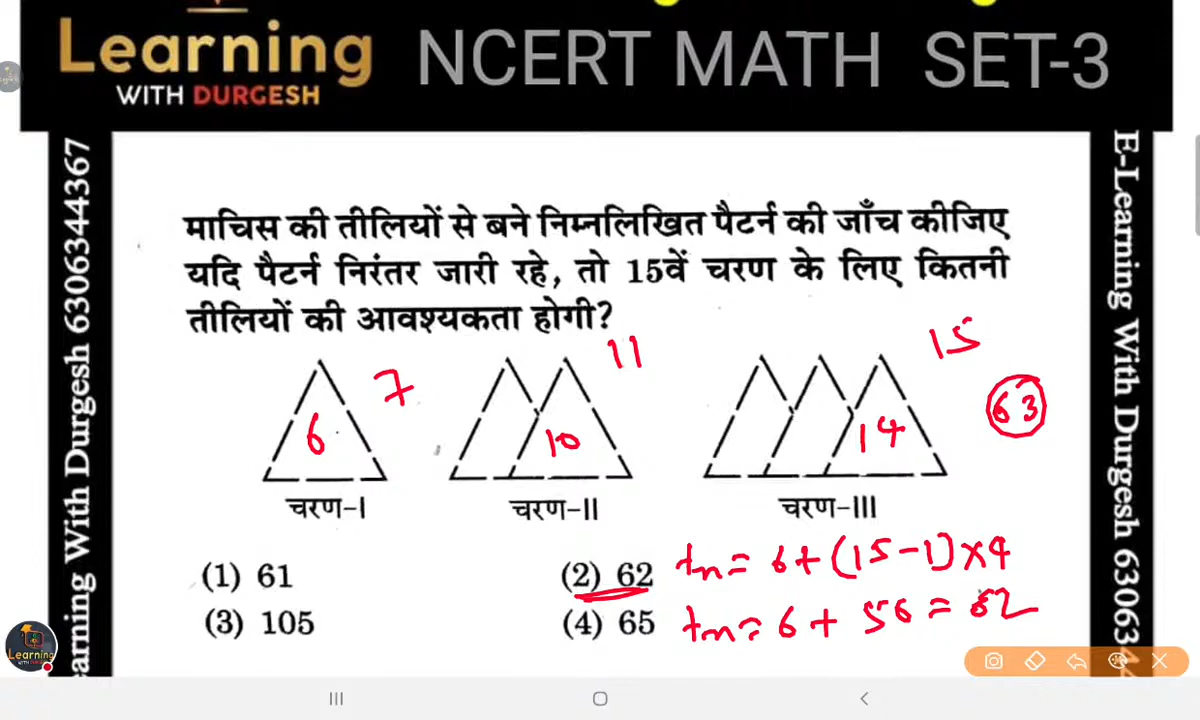 Learning
WITH DURGESH
NCERT MATH SET-3
माचिस की तीलियों से बने निम्नलिखित पैटर्न की जाँच कीजिए
यदि पैटर्न निरंतर जारी रहे, तो 15वें चरण के लिए कितनी
तीलियों की आवश्यकता होगी?
7
11
15
6
10
14
63
चरण-I
चरण-II
चरण-III
(1) 61
(2) 62
tn = 6+(15-1)×4
(3) 105
(4) 65
tn = 6+ 56 = 62
earning With Durgesh 6306344367
E-Learning With Durgesh 630634
Learning